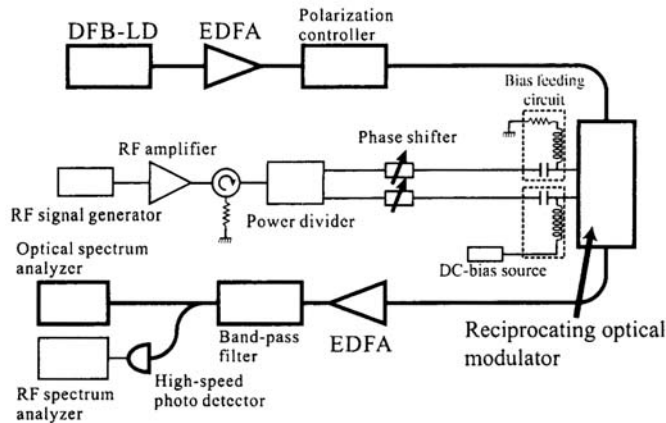 DFB-LD
EDFA
Polarization
controller
Bias feeding
circuit
RF amplifier
Phase shifter
RF signal generator
Power divider
DC-bias source
Optical spectrum
analyzer
Band-pass
filter
EDFA
Reciprocating optical
modulator
RF spectrum
analyzer
High-speed
photo detector